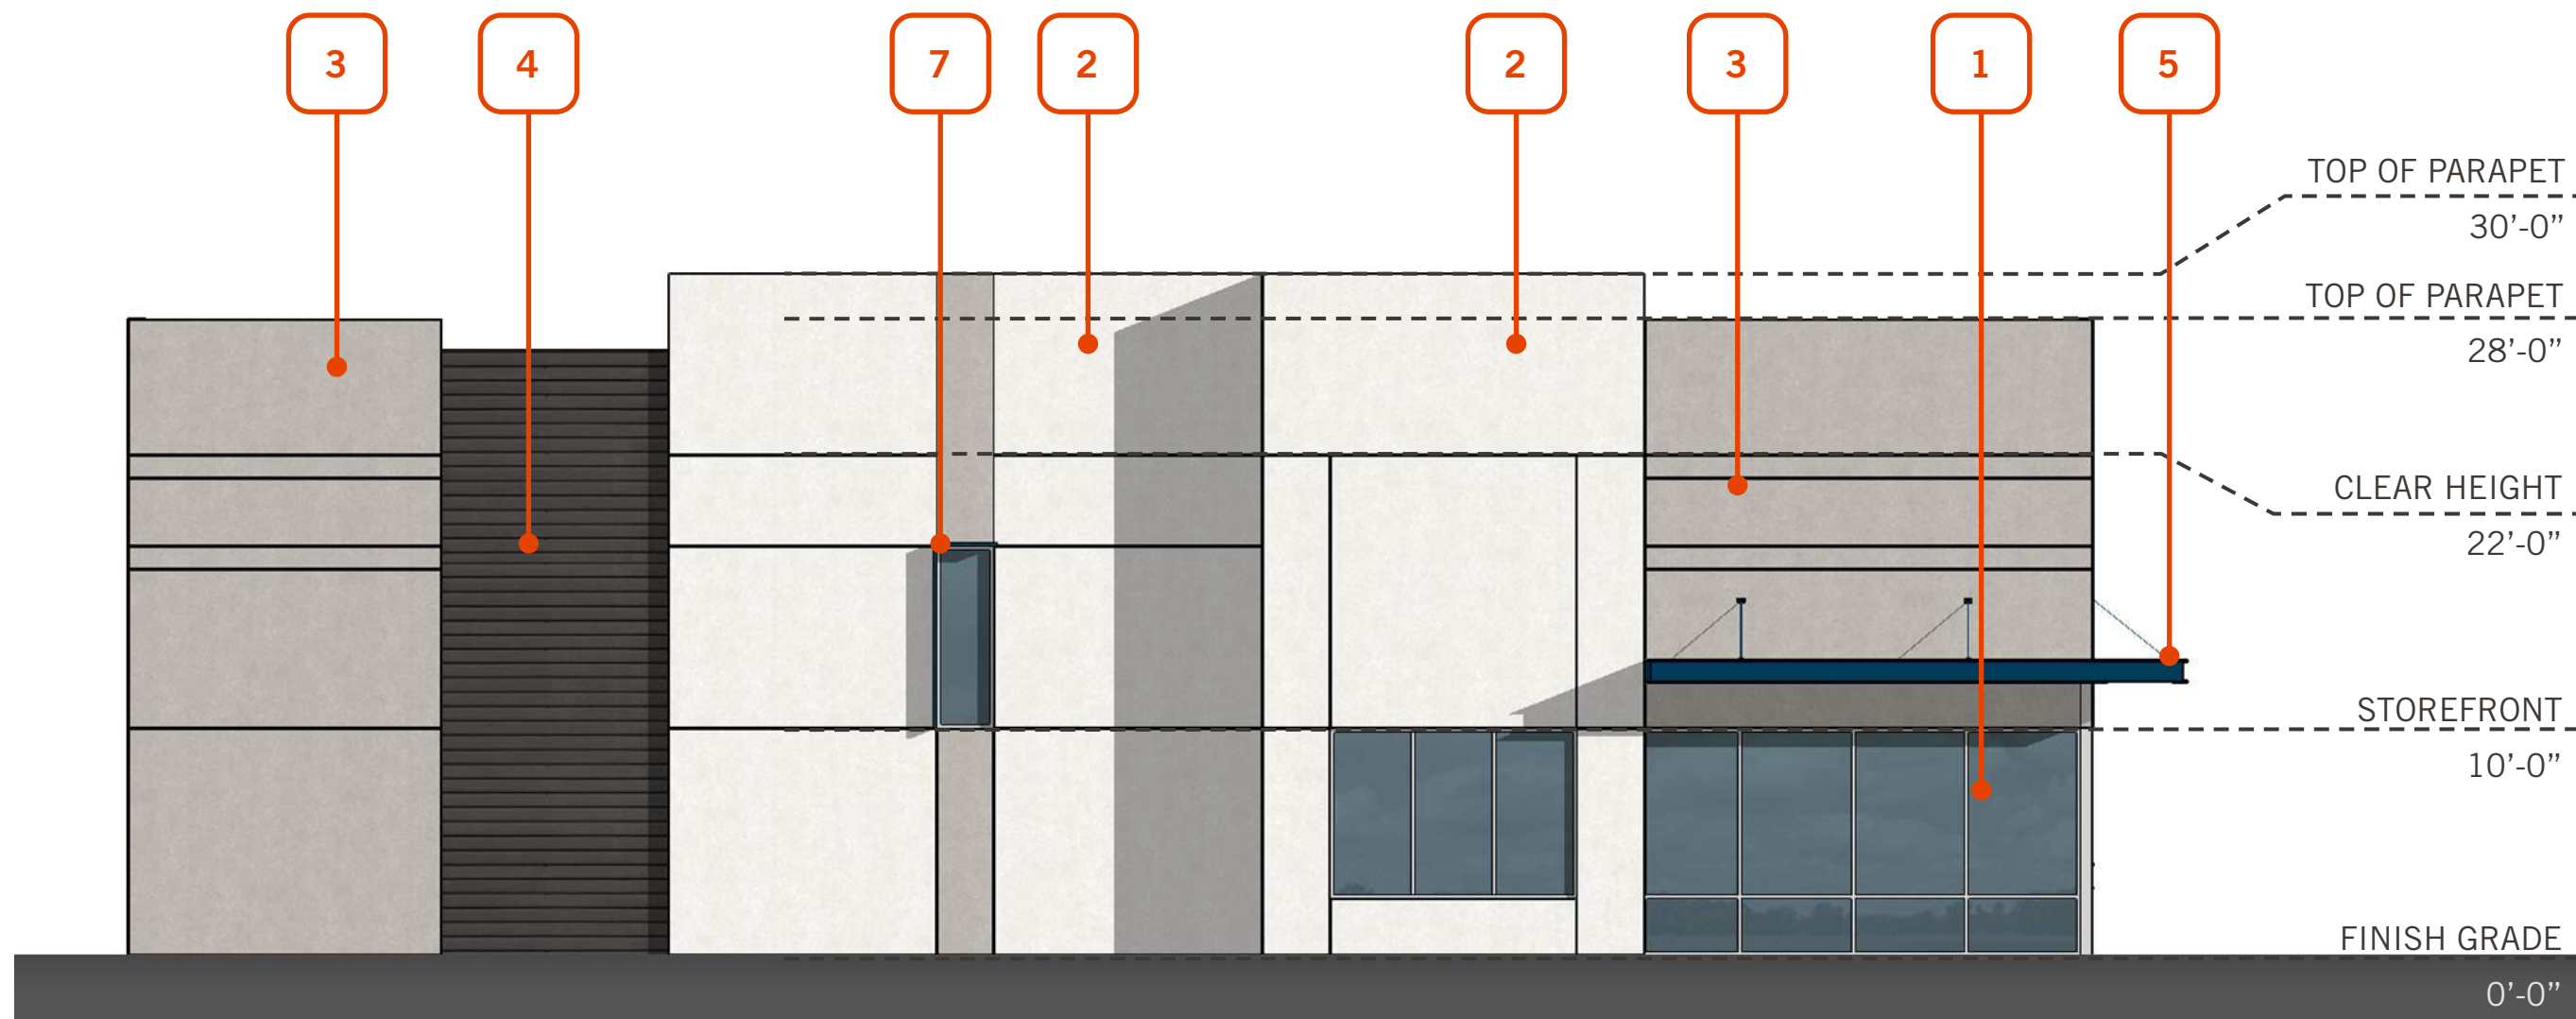 3 4 7 2 2 3 1 5
TOP OF PARAPET
30’-0”
TOP OF PARAPET
28’-0”
CLEAR HEIGHT
22’-0”
STOREFRONT
10’-0”
FINISH GRADE
0’-0”